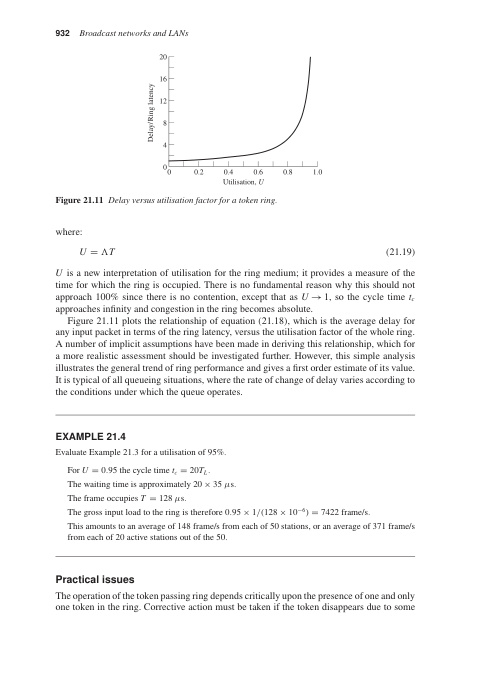 932 Broadcast networks and LANs
20
16
12
8
4
0
Delay/Ring latency
0 0.2 0.4 0.6 0.8 1.0
Utilisation, U
Figure 21.11 Delay versus utilisation factor for a token ring.
where:
U = ΛT (21.19)
U is a new interpretation of utilisation for the ring medium; it provides a measure of the
time for which the ring is occupied. There is no fundamental reason why this should not
approach 100% since there is no contention, except that as U → 1, so the cycle time tc
approaches infinity and congestion in the ring becomes absolute.
Figure 21.11 plots the relationship of equation (21.18), which is the average delay for
any input packet in terms of the ring latency, versus the utilisation factor of the whole ring.
A number of implicit assumptions have been made in deriving this relationship, which for
a more realistic assessment should be investigated further. However, this simple analysis
illustrates the general trend of ring performance and gives a first order estimate of its value.
It is typical of all queueing situations, where the rate of change of delay varies according to
the conditions under which the queue operates.
EXAMPLE 21.4
Evaluate Example 21.3 for a utilisation of 95%.
For U = 0.95 the cycle time tc = 20TL.
The waiting time is approximately 20 × 35 μs.
The frame occupies T = 128 μs.
The gross input load to the ring is therefore 0.95 × 1/(128 × 10⁻⁶) = 7422 frame/s.
This amounts to an average of 148 frame/s from each of 50 stations, or an average of 371 frame/s
from each of 20 active stations out of the 50.
Practical issues
The operation of the token passing ring depends critically upon the presence of one and only
one token in the ring. Corrective action must be taken if the token disappears due to some